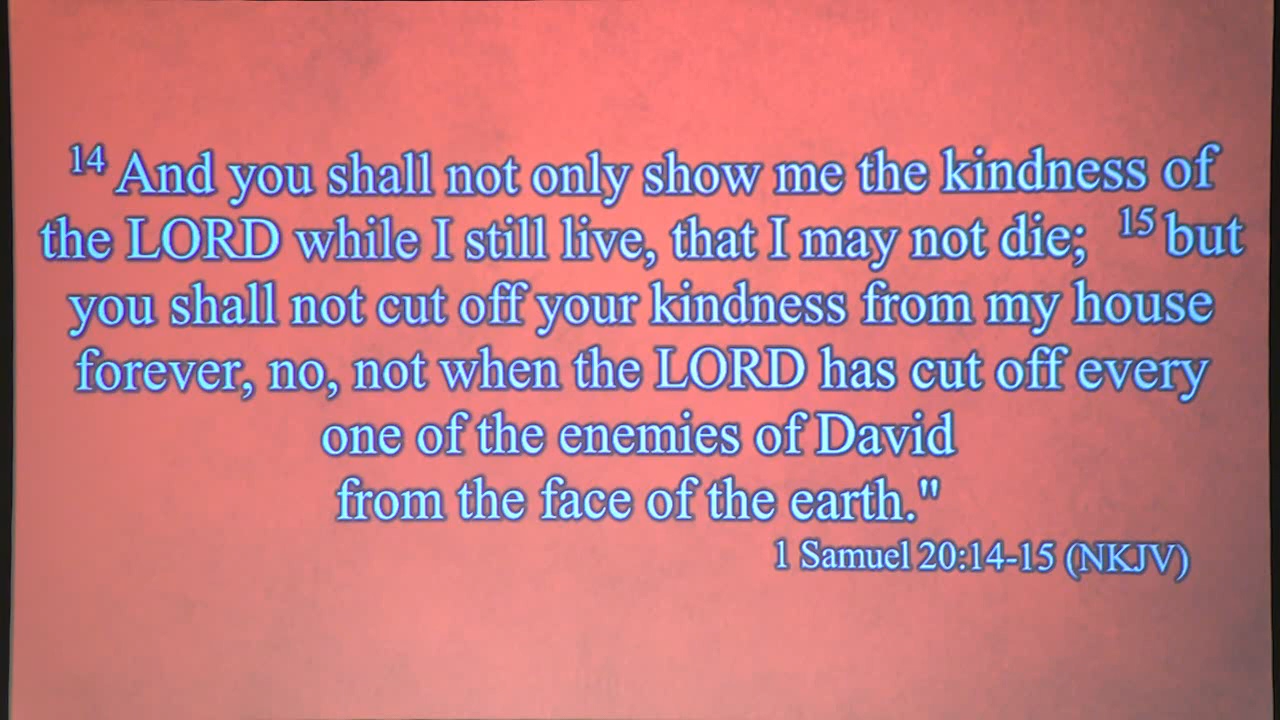 14 And you shall not only show me the kindness of
the LORD while I still live, that I may not die; 15 but
you shall not cut off your kindness from my house
forever, no, not when the LORD has cut off every
one of the enemies of David
from the face of the earth."
1 Samuel 20:14-15 (NKJV)